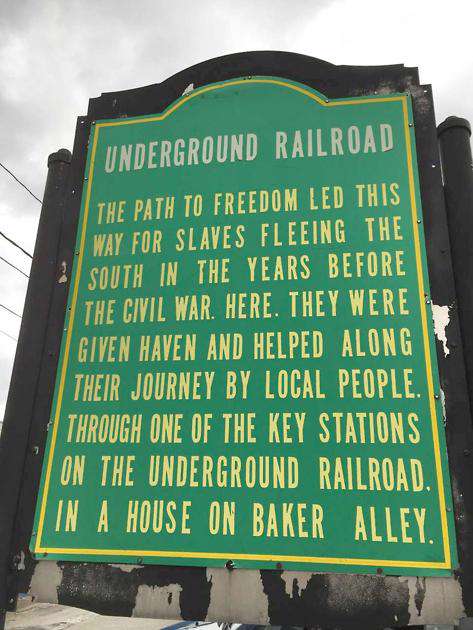 UNDERGROUND RAILROAD
THE PATH TO FREEDOM LED THIS
WAY FOR SLAVES FLEEING THE
SOUTH IN THE YEARS BEFORE
THE CIVIL WAR. HERE. THEY WERE
GIVEN HAVEN AND HELPED ALONG
THEIR JOURNEY BY LOCAL PEOPLE.
THROUGH ONE OF THE KEY STATIONS
ON THE UNDERGROUND RAILROAD.
IN A HOUSE ON BAKER ALLEY.